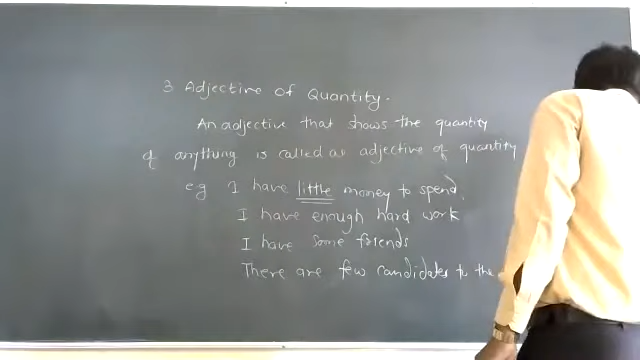 3 Adjective of Quantity.
An adjective that shows the quantity
of anything is called as adjective of quantity
eg I have little money to spend.
I have enough hard work
I have some friends
There are few candidates to the